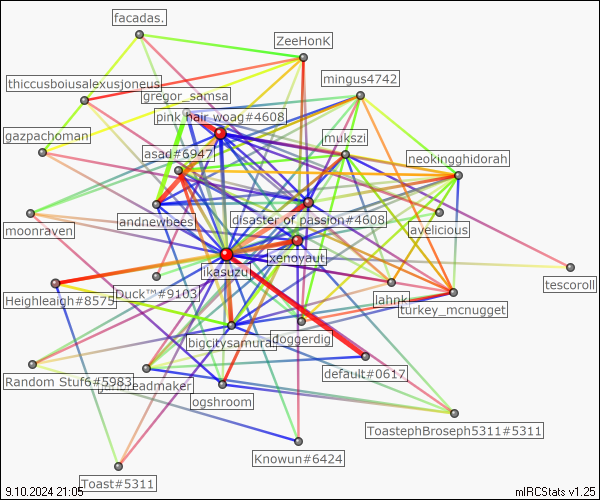 facadas.
ZeeHonK
mingus4742
thiccusboiusalexusjoneus
gregor_samsa
pink hair woag#4608
mukszi
gazpachoman
asad#6947
neokingghidorah
andnewbees
disaster of passion#4608
moonraven
avelicious
xenoyaut
ikasuzu
tescoroll
Heighleagh#8575
Duck™#9103
lahnk
turkey_mcnugget
bigcitysamurai
doggerdig
default#0617
Random Stuf6#5983
ogshroom
ToastephBroseph5311#5311
Knowun#6424
Toast#5311
9.10.2024 21:05
mIRCStats v1.25